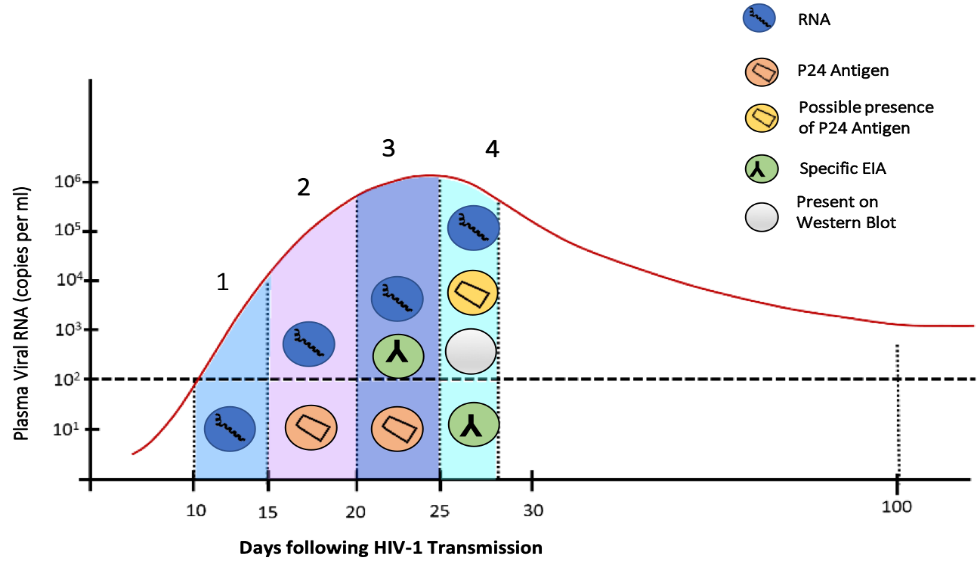 RNA
P24 Antigen
Possible presence
of P24 Antigen
Specific EIA
Present on
Western Blot
1
2
3
4
Plasma Viral RNA (copies per ml)
10⁶
10⁵
10⁴
10³
10²
10¹
10
15
20
25
30
100
Days following HIV-1 Transmission